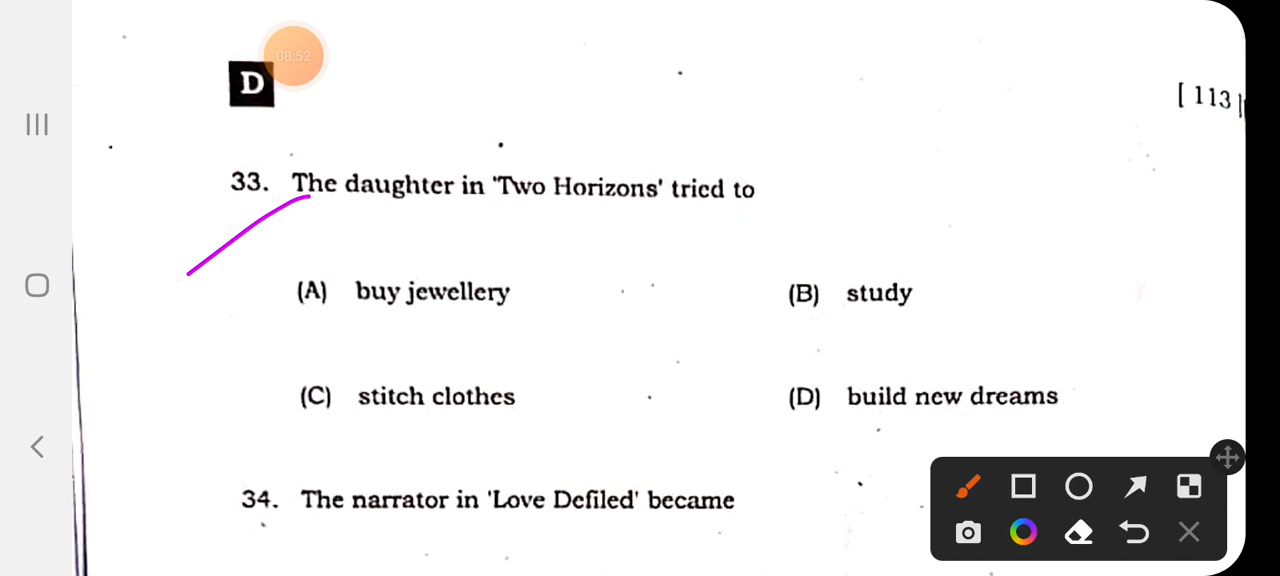 08:52
D
[ 113
33. The daughter in 'Two Horizons' tried to
(A) buy jewellery (B) study
(C) stitch clothes (D) build new dreams
34. The narrator in 'Love Defiled' became